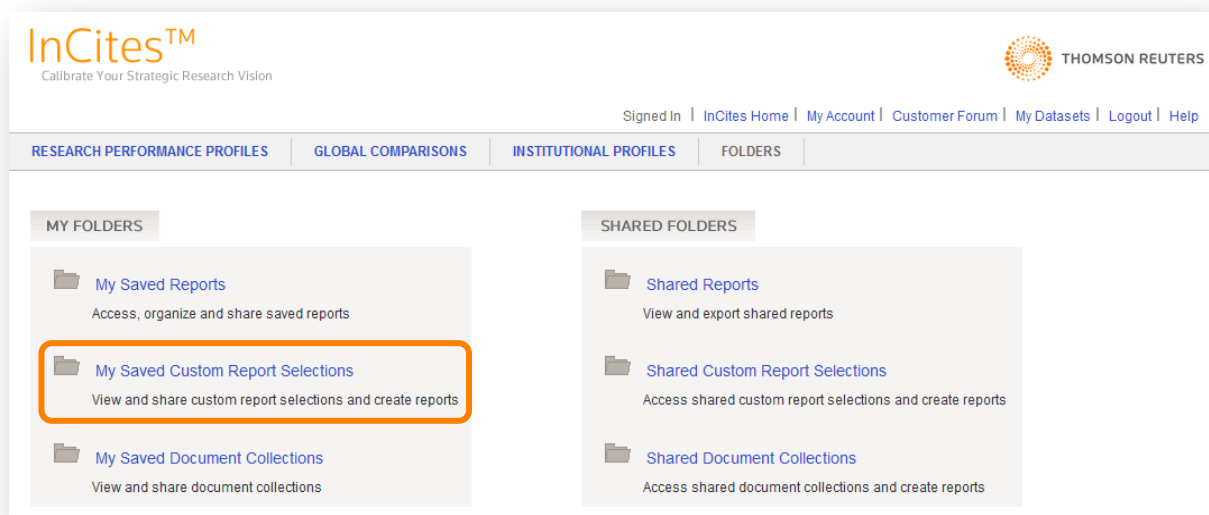 InCites™
Calibrate Your Strategic Research Vision
THOMSON REUTERS
Signed In | InCites Home | My Account | Customer Forum | My Datasets | Logout | Help
RESEARCH PERFORMANCE PROFILES | GLOBAL COMPARISONS | INSTITUTIONAL PROFILES | FOLDERS
MY FOLDERS
My Saved Reports
Access, organize and share saved reports
My Saved Custom Report Selections
View and share custom report selections and create reports
My Saved Document Collections
View and share document collections
SHARED FOLDERS
Shared Reports
View and export shared reports
Shared Custom Report Selections
Access shared custom report selections and create reports
Shared Document Collections
Access shared document collections and create reports